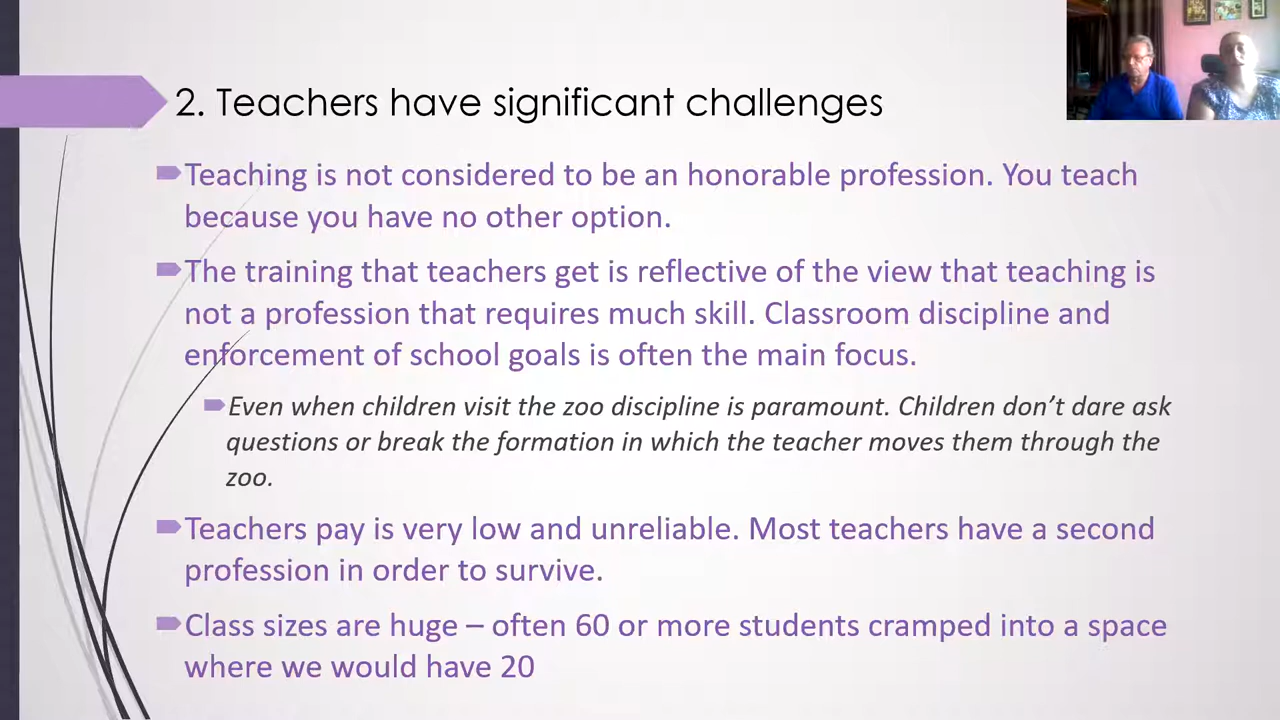 2. Teachers have significant challenges
Teaching is not considered to be an honorable profession. You teach
because you have no other option.
The training that teachers get is reflective of the view that teaching is
not a profession that requires much skill. Classroom discipline and
enforcement of school goals is often the main focus.
Even when children visit the zoo discipline is paramount. Children don’t dare ask
questions or break the formation in which the teacher moves them through the
zoo.
Teachers pay is very low and unreliable. Most teachers have a second
profession in order to survive.
Class sizes are huge – often 60 or more students cramped into a space
where we would have 20